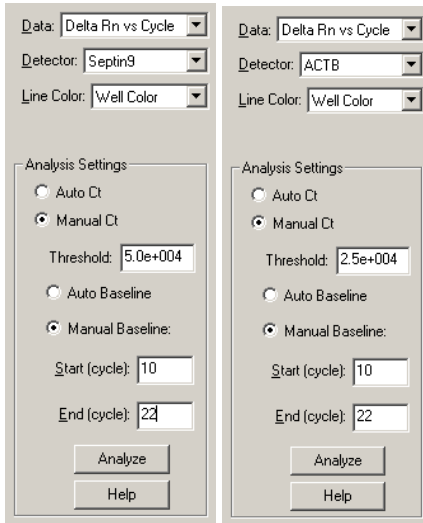 Data: Delta Rn vs Cycle
Detector: Septin9
Line Color: Well Color
Analysis Settings
Auto Ct
Manual Ct
Threshold: 5.0e+004
Auto Baseline
Manual Baseline:
Start (cycle): 10
End (cycle): 22
Analyze
Help
Data: Delta Rn vs Cycle
Detector: ACTB
Line Color: Well Color
Analysis Settings
Auto Ct
Manual Ct
Threshold: 2.5e+004
Auto Baseline
Manual Baseline:
Start (cycle): 10
End (cycle): 22
Analyze
Help